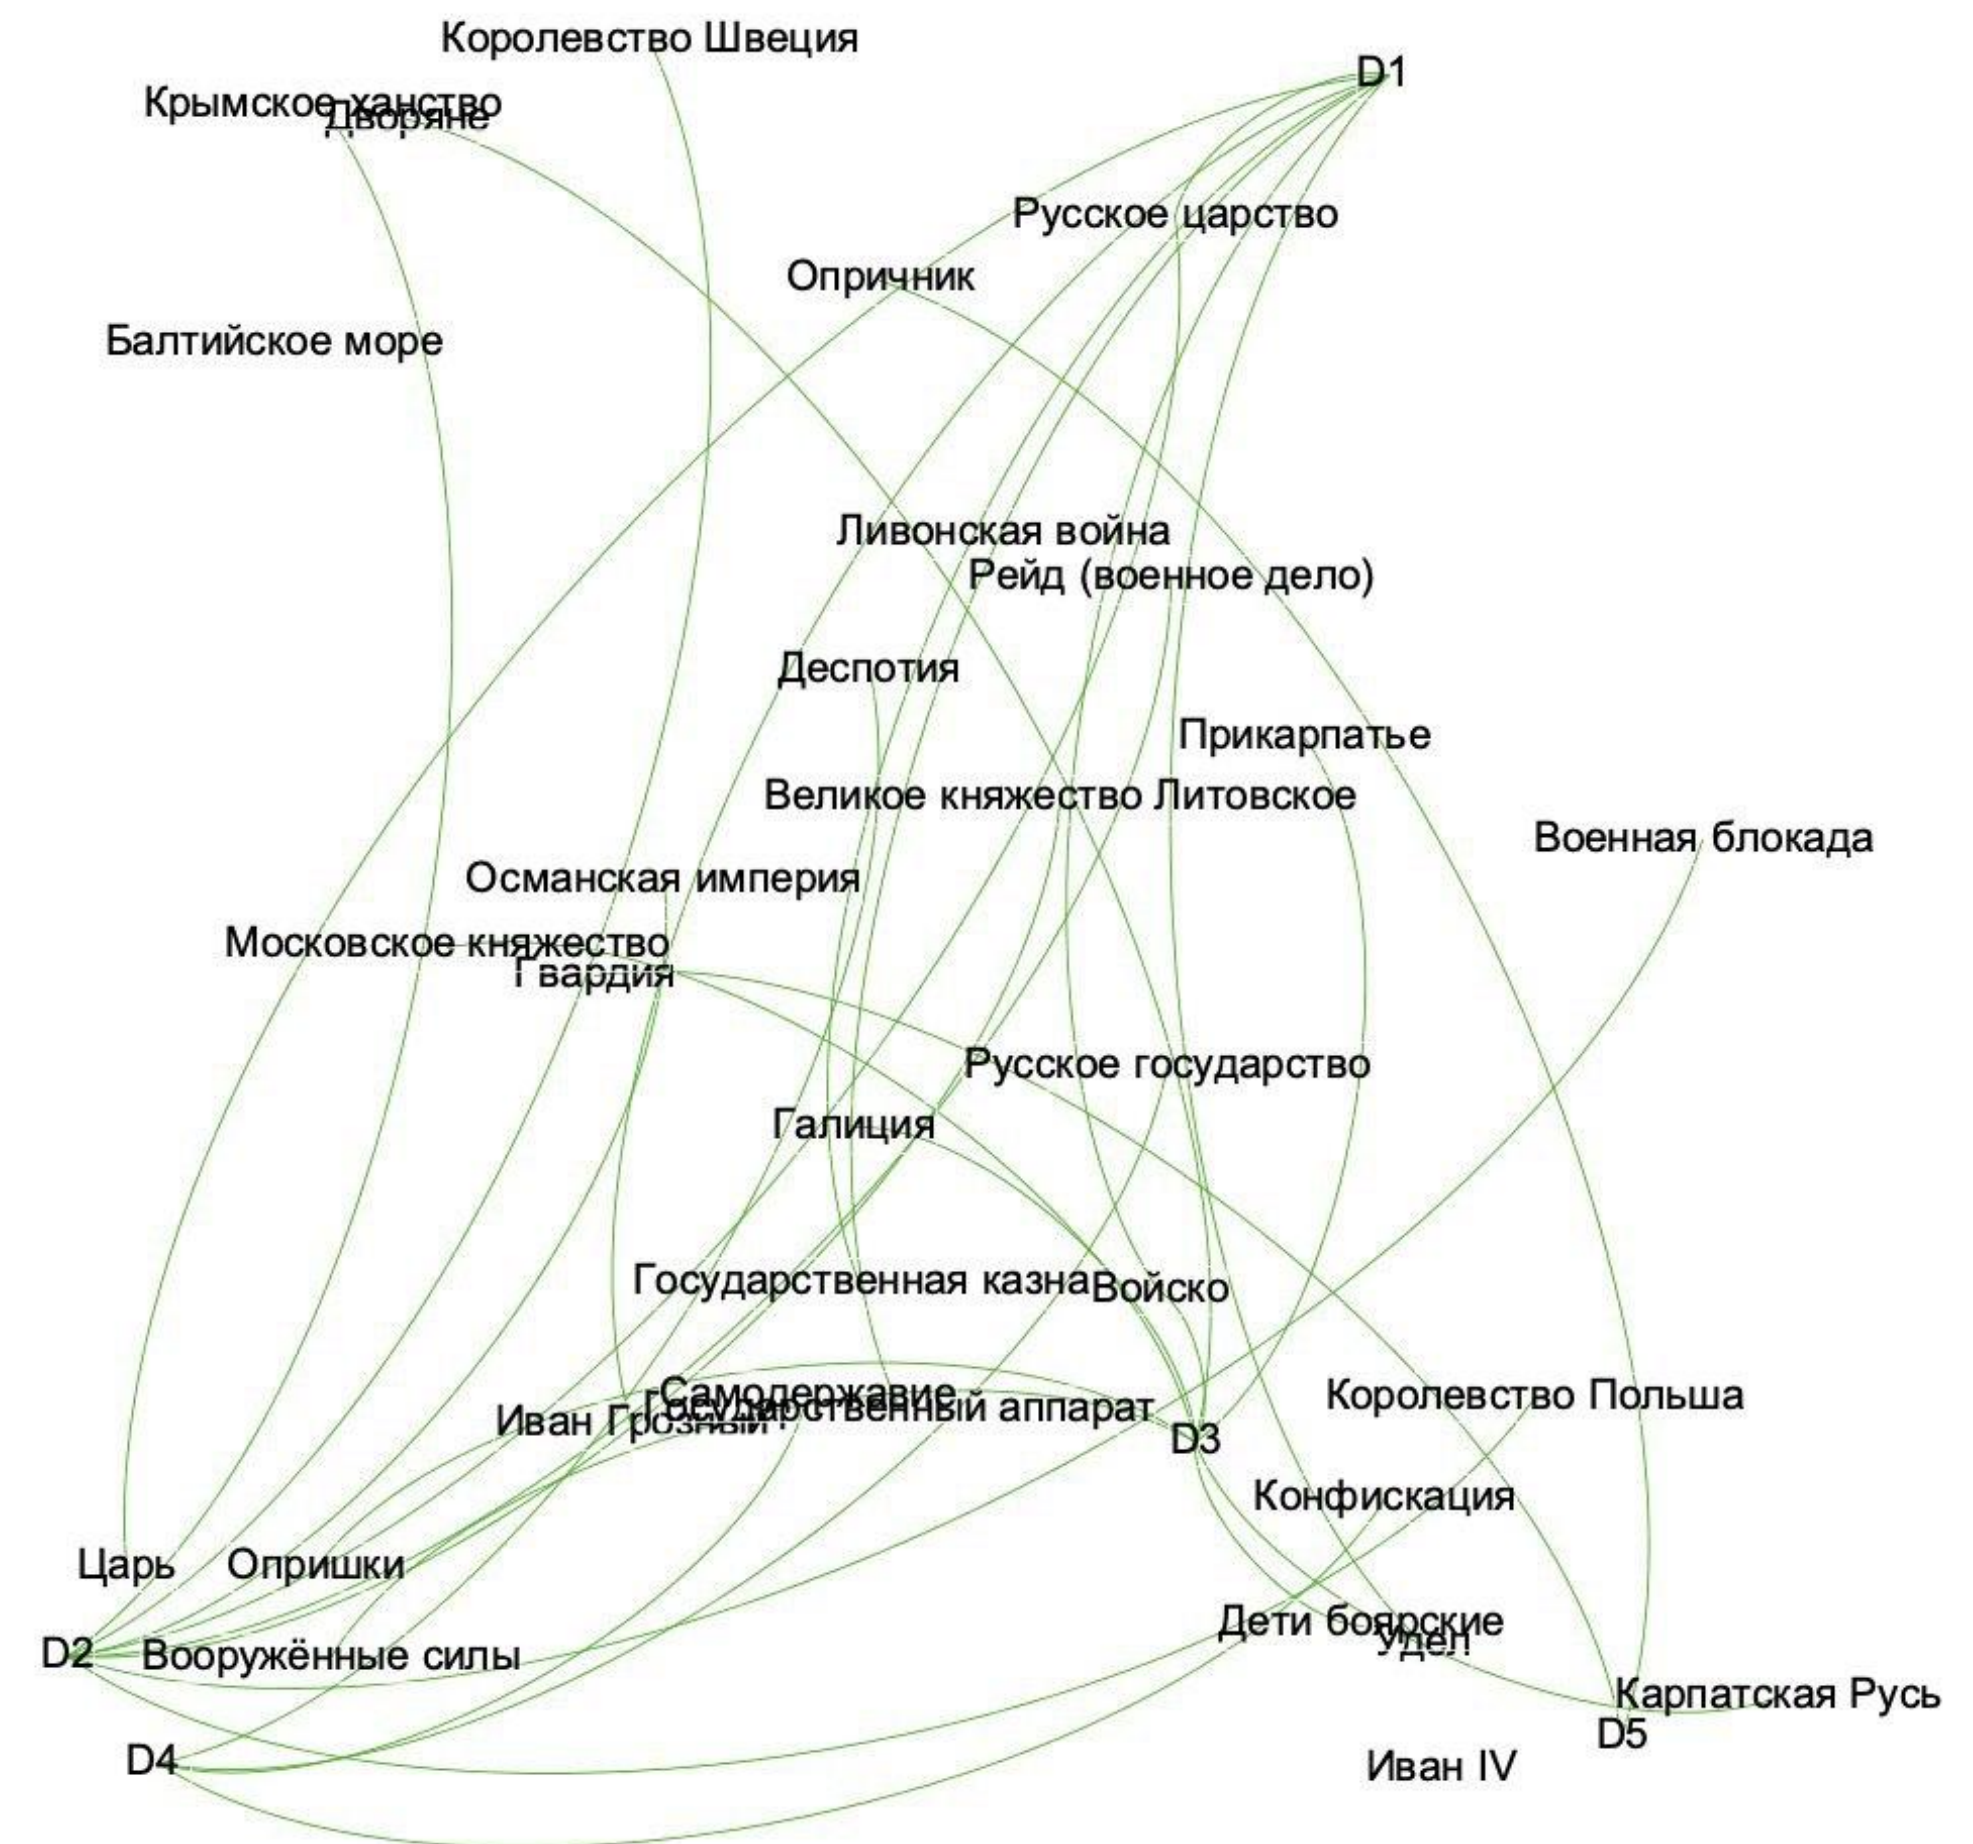 Королевство Швеция
D1
Крымское ханство
Дворяне
Русское царство
Опричник
Балтийское море
Ливонская война
Рейд (военное дело)
Деспотия
Прикарпатье
Великое княжество Литовское
Военная блокада
Османская империя
Московское княжество
Гвардия
Русское государство
Галиция
Государственная казна
Войско
Самодержавие
Королевство Польша
Государственный аппарат
Иван Грозный
D3
Конфискация
Царь
Опришки
Дети боярские
Удел
D2
Вооружённые силы
Карпатская Русь
D5
D4
Иван IV